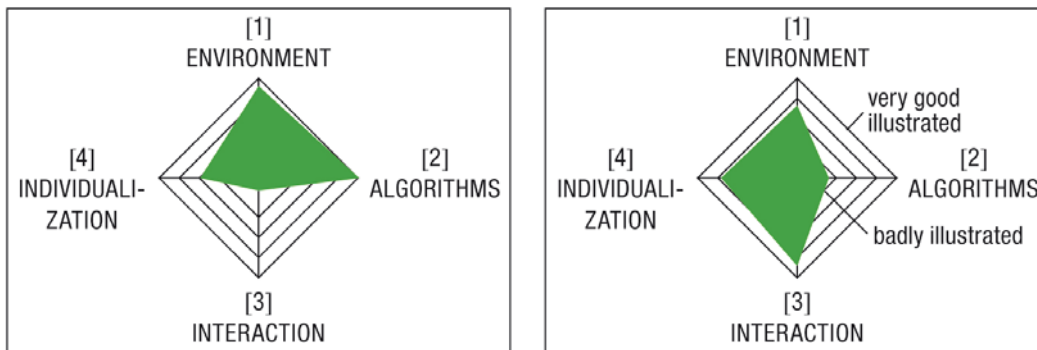 [1]
ENVIRONMENT
[4]
INDIVIDUALI-
ZATION
[2]
ALGORITHMS
[3]
INTERACTION
[1]
ENVIRONMENT
very good
illustrated
[4]
INDIVIDUALI-
ZATION
[2]
ALGORITHMS
badly illustrated
[3]
INTERACTION